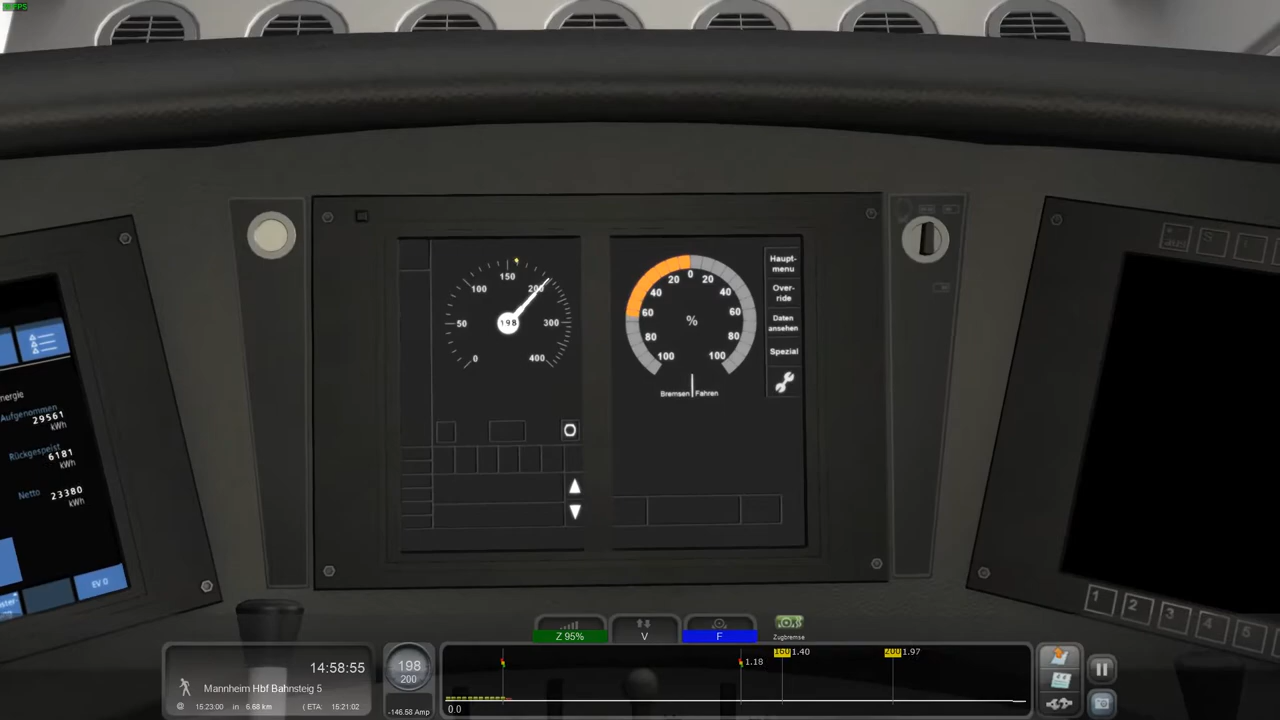 FPS
nergie
Aufgenommen
29561
kWh
Rückgespeist
6181
kWh
Netto
23380
kWh
EV 0
0
50
100
150
200
300
400
198
0
20
40
60
80
100
20
40
60
80
100
%
Bremsen
Fahren
Haupt-
menu
Over-
ride
Daten
ansehen
Spezial
aus
S
1
2
3
4
5
Z 95%
V
F
Zugbremse
14:58:55
Mannheim Hbf Bahnsteig 5
@ 15:23:00 in 6.68 km ( ETA: 15:21:02
198
200
-146.58 Amp
0.0
1.18
160 1.40
200 1.97